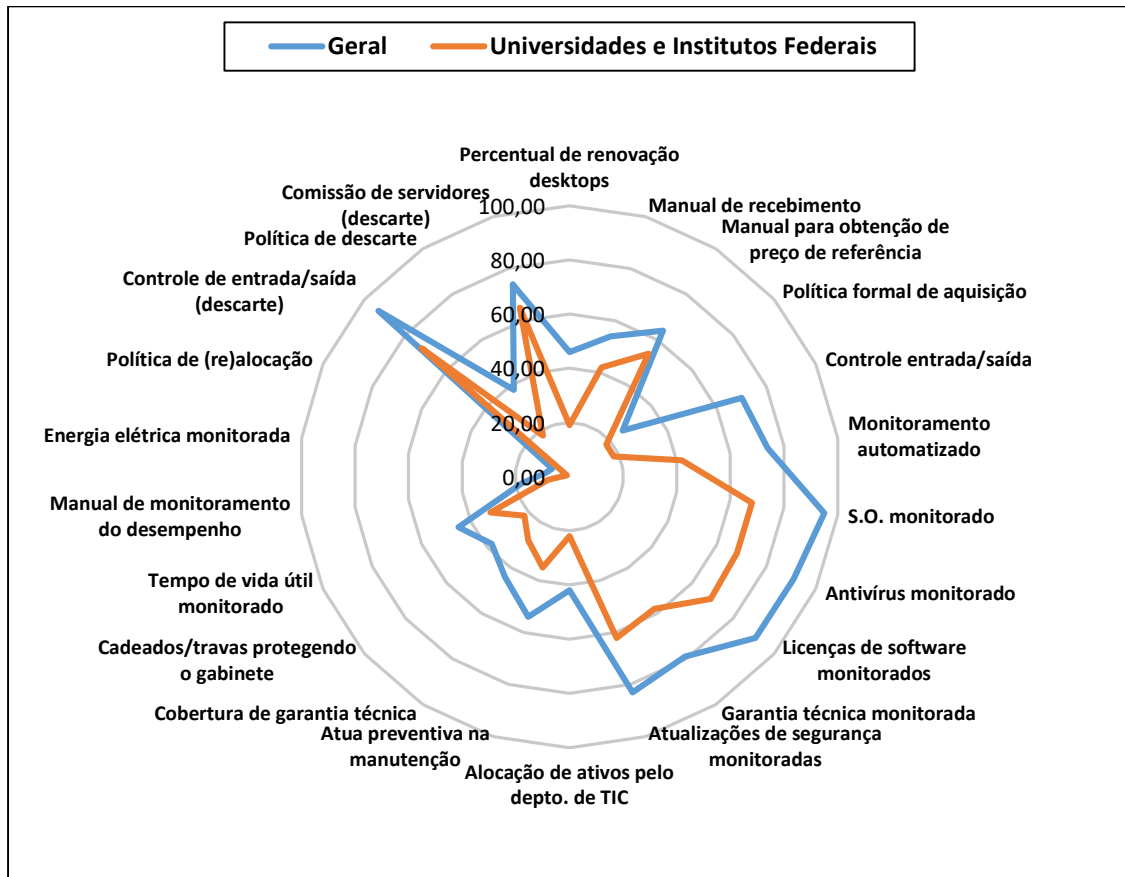 Geral
Universidades e Institutos Federais
Percentual de renovação
desktops
Manual de recebimento
Manual para obtenção de
preço de referência
Política formal de aquisição
Controle entrada/saída
Monitoramento
automatizado
S.O. monitorado
Antivírus monitorado
Licenças de software
monitorados
Garantia técnica monitorada
Atualizações de segurança
monitoradas
Alocação de ativos pelo
depto. de TIC
Atua preventiva na
manutenção
Cobertura de garantia técnica
Cadeados/travas protegendo
o gabinete
Tempo de vida útil
monitorado
Manual de monitoramento
do desempenho
Energia elétrica monitorada
Política de (re)alocação
Controle de entrada/saída
(descarte)
Política de descarte
Comissão de servidores
(descarte)
100,00
80,00
60,00
40,00
20,00
0,00